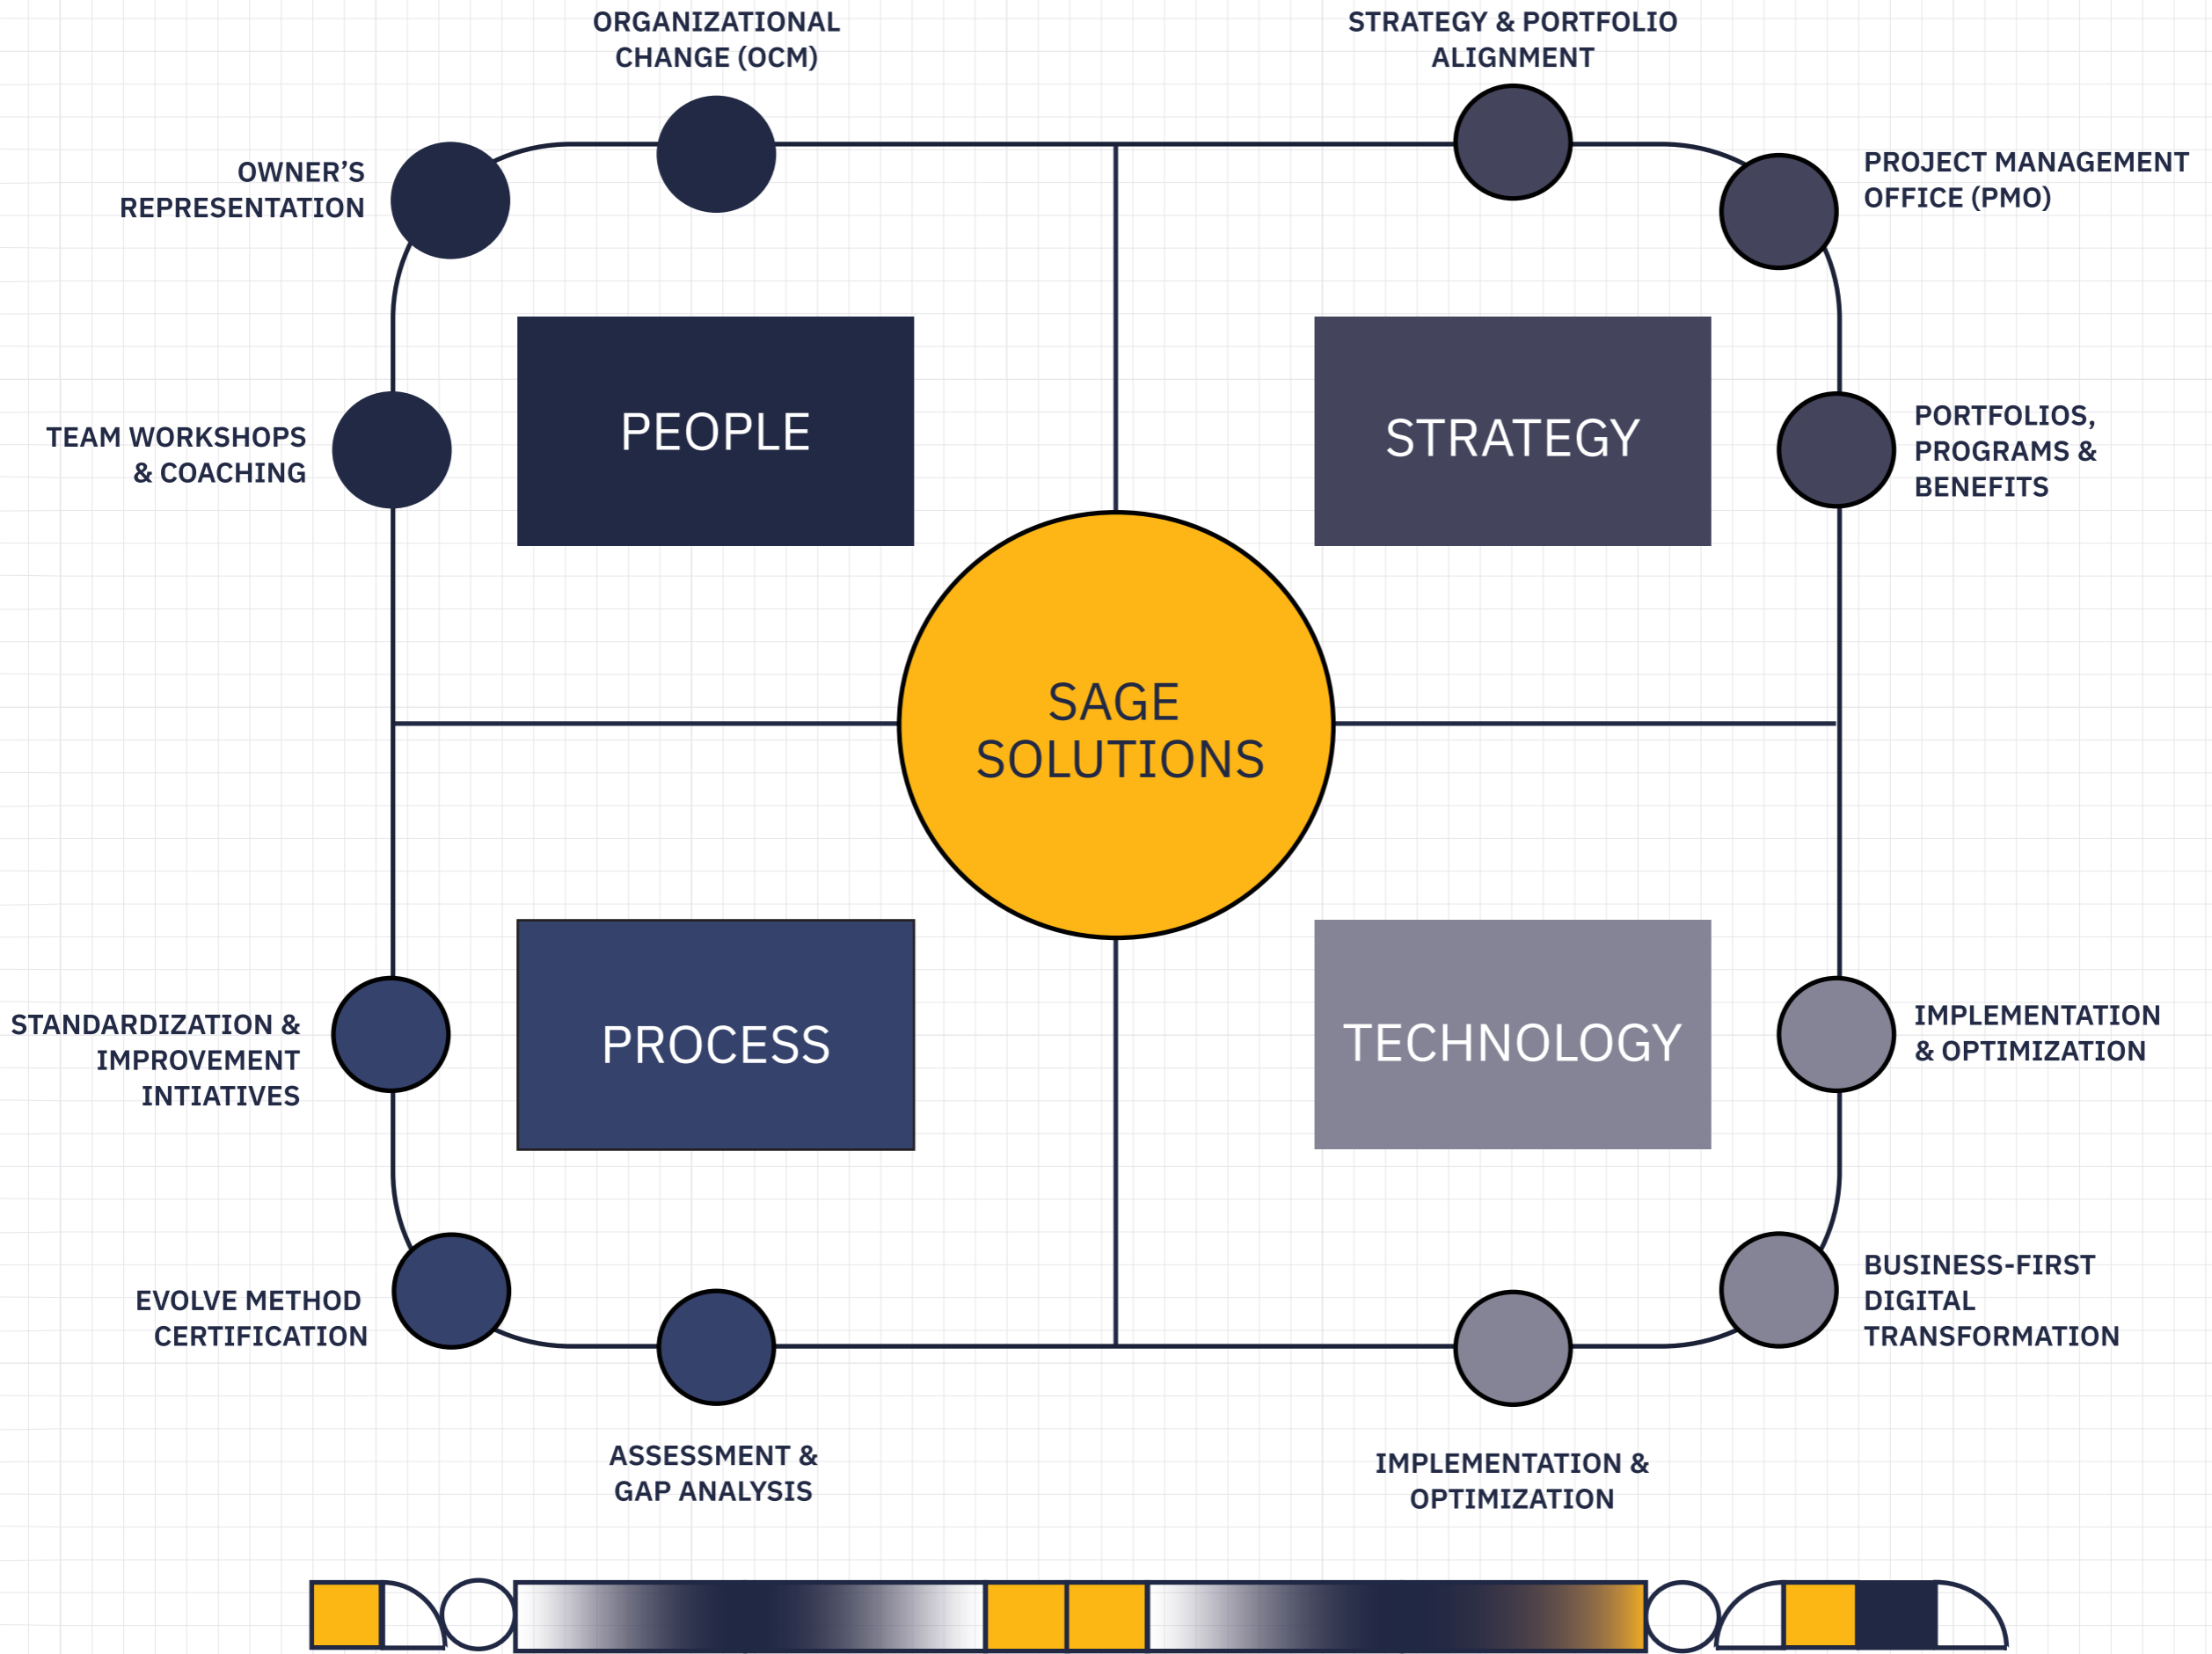 ORGANIZATIONAL
CHANGE (OCM)
STRATEGY & PORTFOLIO
ALIGNMENT
OWNER’S
REPRESENTATION
PROJECT MANAGEMENT
OFFICE (PMO)
TEAM WORKSHOPS
& COACHING
PEOPLE
STRATEGY
PORTFOLIOS,
PROGRAMS &
BENEFITS
SAGE
SOLUTIONS
STANDARDIZATION &
IMPROVEMENT
INTIATIVES
PROCESS
TECHNOLOGY
IMPLEMENTATION
& OPTIMIZATION
EVOLVE METHOD
CERTIFICATION
BUSINESS-FIRST
DIGITAL
TRANSFORMATION
ASSESSMENT &
GAP ANALYSIS
IMPLEMENTATION &
OPTIMIZATION